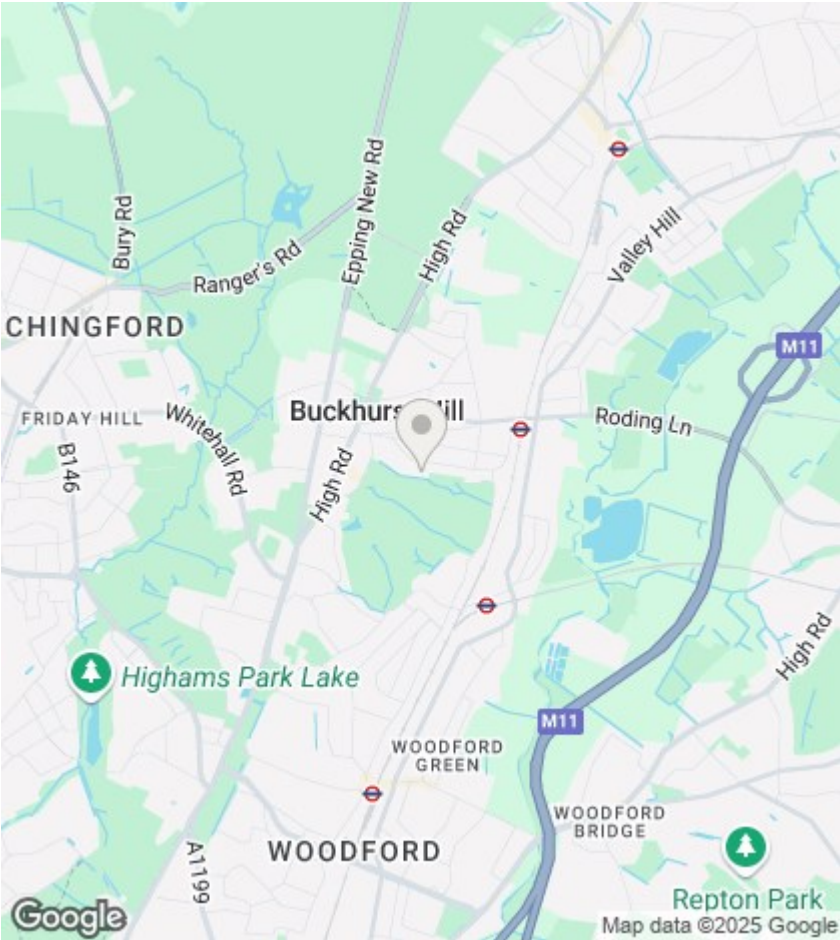 Bury Rd
Epping New Rd
High Rd
Ranger's Rd
Valley Hill
CHINGFORD
M11
FRIDAY HILL
Whitehall Rd
Buckhurst Hill
Roding Ln
B146
High Rd
Highams Park Lake
High Rd
M11
WOODFORD
GREEN
WOODFORD
BRIDGE
WOODFORD
A1199
Repton Park
Google
Map data ©2025 Google